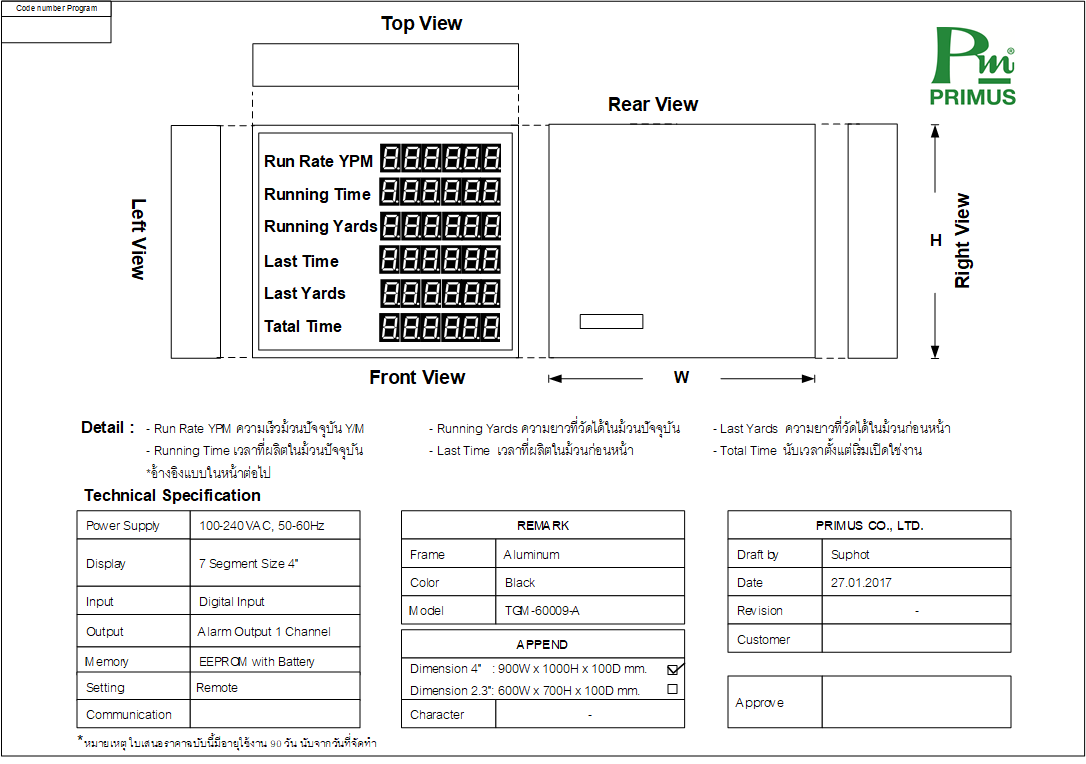 Code number Program
Top View
Pm®
PRIMUS
Rear View
Left View
Run Rate YPM 888888
Running Time 888888
Running Yards 888888
Last Time 888888
Last Yards 888888
Tatal Time 888888
H
Right View
Front View
W
Detail : - Run Rate YPM ความเร็วม้วนปัจจุบัน Y/M
- Running Yards ความยาวที่วัดได้ในม้วนปัจจุบัน
- Last Yards ความยาวที่วัดได้ในม้วนก่อนหน้า
- Running Time เวลาที่ผลิตในม้วนปัจจุบัน
- Last Time เวลาที่ผลิตในม้วนก่อนหน้า
- Total Time นับเวลาตั้งแต่เริ่มเปิดใช่งาน
*อ้างอิงแบบในหน้าต่อไป
Technical Specification
Power Supply 100-240 VAC, 50-60Hz
Display 7 Segment Size 4"
Input Digital Input
Output Alarm Output 1 Channel
Memory EEPROM with Battery
Setting Remote
Communication
REMARK
Frame Aluminum
Color Black
Model TGM-60009-A
APPEND
Dimension 4" : 900W x 1000H x 100D mm.
Dimension 2.3": 600W x 700H x 100D mm.
Character -
PRIMUS CO., LTD.
Draft by Suphot
Date 27.01.2017
Revision -
Customer
Approve
*หมายเหตุ ใบเสนอราคาฉบับนี้มีอายุใช้งาน 90 วัน นับจากวันที่จัดทำ